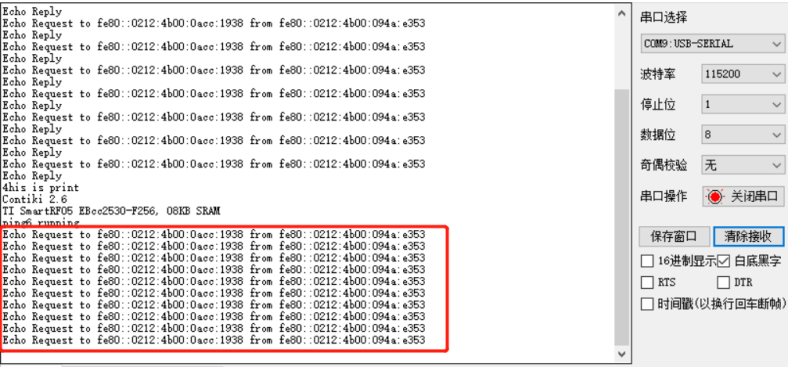 Echo Reply
Echo Request to fe80::0212:4b00:0acc:1938 from fe80::0212:4b00:094a:e353
Echo Reply
Echo Request to fe80::0212:4b00:0acc:1938 from fe80::0212:4b00:094a:e353
Echo Reply
Echo Request to fe80::0212:4b00:0acc:1938 from fe80::0212:4b00:094a:e353
Echo Reply
Echo Request to fe80::0212:4b00:0acc:1938 from fe80::0212:4b00:094a:e353
Echo Reply
Echo Request to fe80::0212:4b00:0acc:1938 from fe80::0212:4b00:094a:e353
Echo Reply
Echo Request to fe80::0212:4b00:0acc:1938 from fe80::0212:4b00:094a:e353
Echo Reply
Echo Request to fe80::0212:4b00:0acc:1938 from fe80::0212:4b00:094a:e353
Echo Reply
4his is print
Contiki 2.6
TI SmartRF05 EBcc2530-F256, 08KB SRAM
ping6 running
Echo Request to fe80::0212:4b00:0acc:1938 from fe80::0212:4b00:094a:e353
Echo Request to fe80::0212:4b00:0acc:1938 from fe80::0212:4b00:094a:e353
Echo Request to fe80::0212:4b00:0acc:1938 from fe80::0212:4b00:094a:e353
Echo Request to fe80::0212:4b00:0acc:1938 from fe80::0212:4b00:094a:e353
Echo Request to fe80::0212:4b00:0acc:1938 from fe80::0212:4b00:094a:e353
Echo Request to fe80::0212:4b00:0acc:1938 from fe80::0212:4b00:094a:e353
Echo Request to fe80::0212:4b00:0acc:1938 from fe80::0212:4b00:094a:e353
Echo Request to fe80::0212:4b00:0acc:1938 from fe80::0212:4b00:094a:e353
Echo Request to fe80::0212:4b00:0acc:1938 from fe80::0212:4b00:094a:e353
Echo Request to fe80::0212:4b00:0acc:1938 from fe80::0212:4b00:094a:e353
串口选择
COM9:USB-SERIAL
波特率 115200
停止位 1
数据位 8
奇偶校验 无
串口操作 关闭串口
保存窗口 清除接收
16进制显示 白底黑字
RTS DTR
时间戳(以换行回车断帧)